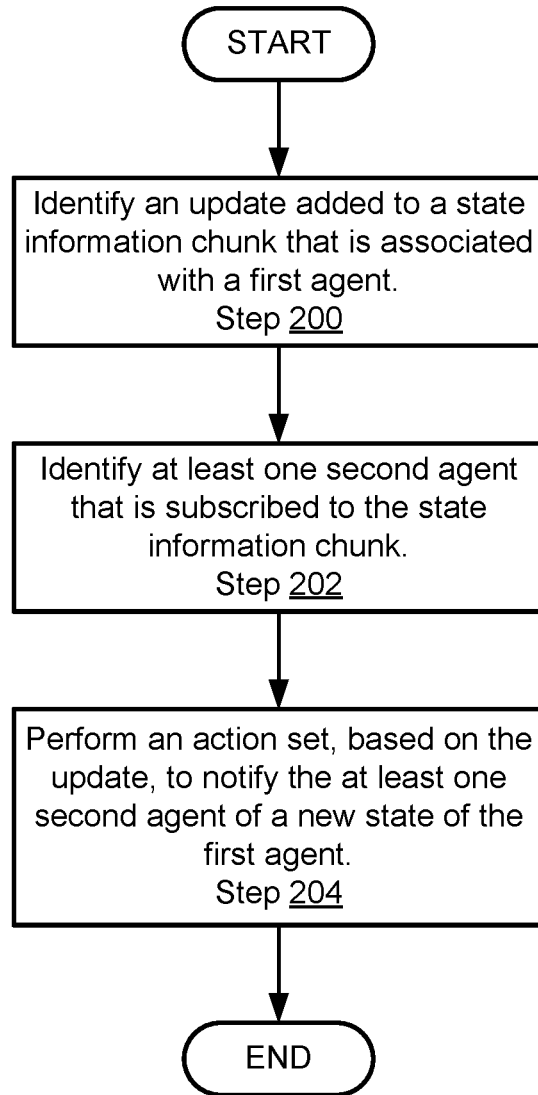 START
Identify an update added to a state
information chunk that is associated
with a first agent.
Step 200
Identify at least one second agent
that is subscribed to the state
information chunk.
Step 202
Perform an action set, based on the
update, to notify the at least one
second agent of a new state of the
first agent.
Step 204
END